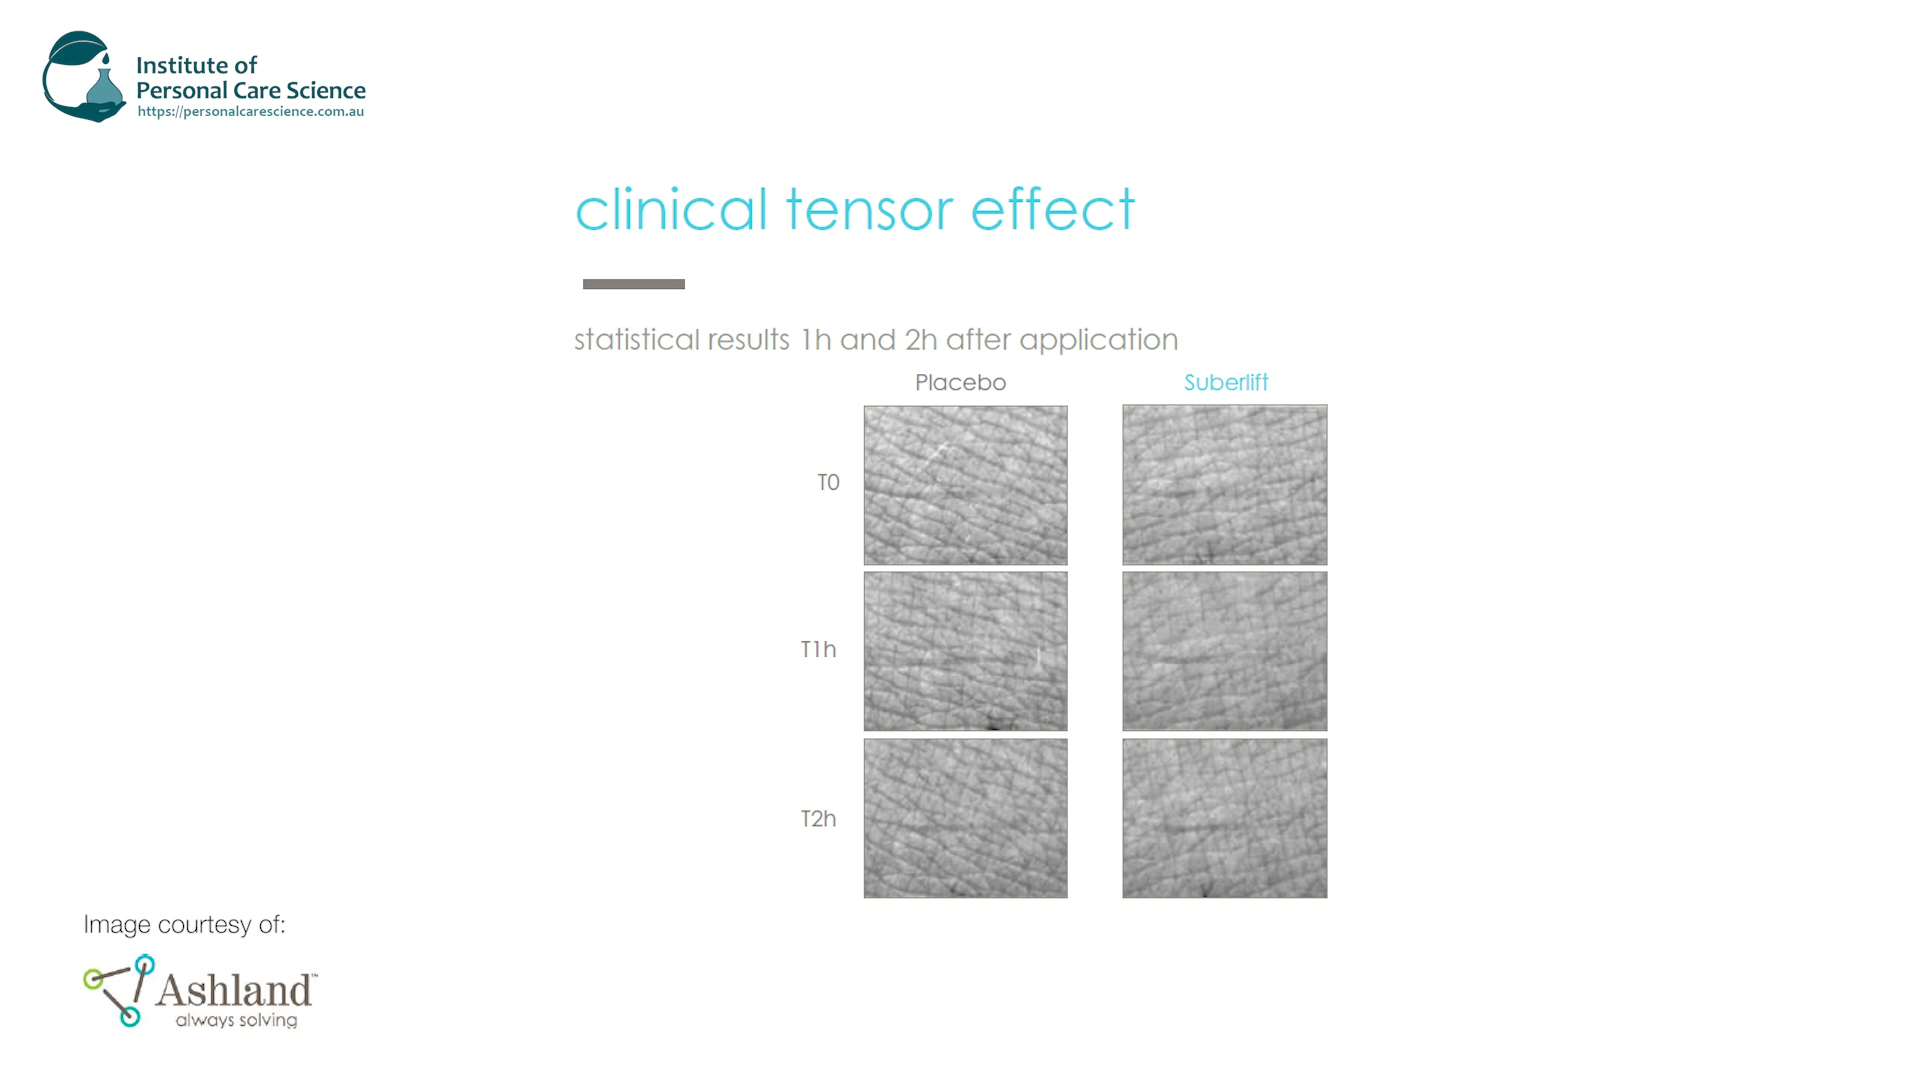 Institute of
Personal Care Science
https://personalcarescience.com.au
clinical tensor effect
statistical results 1h and 2h after application
Placebo
Suberlift
T0
T1h
T2h
Image courtesy of:
Ashland™
always solving